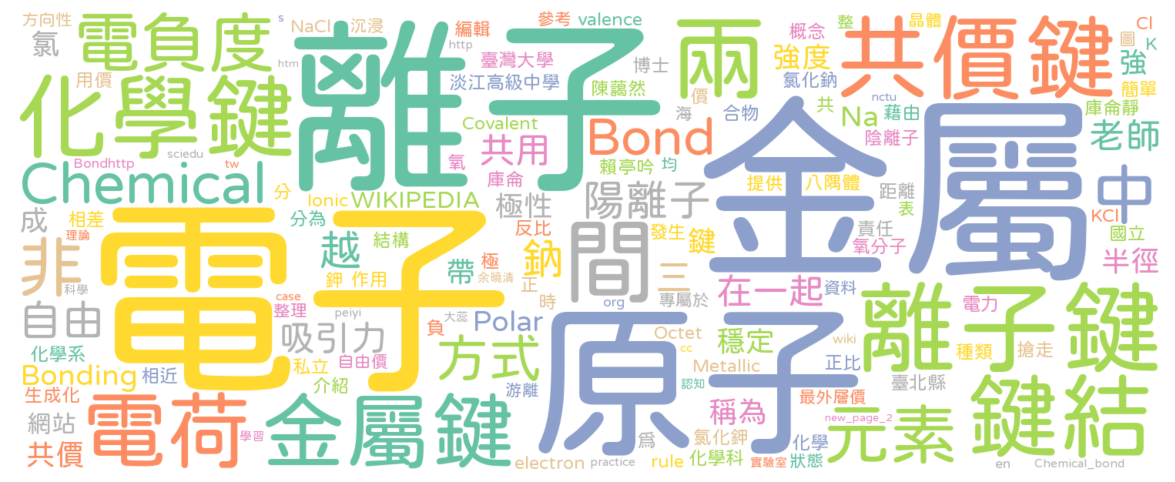 方向性
NaCl
沉浸
s
編輯
http
參考
valence
概念
整
晶體
Cl
K
圖
氯
電負度
離子
臺灣大學
博士
兩
強度
共價鍵
強
簡單
用價
化學鍵
htm
淡江高級中學
陳藹然
價
氯化鈉
nctu
庫侖靜
海
合物
共
Na
藉由
老師
Covalent
Bond
陰離子
Bondhttp
sciedu
tw
氧
共用
賴亭吟
均
金屬
Chemical
庫侖
提供
八隅體
距離
中
分
Ionic
WIKIPEDIA
極性
陽離子
表
KCl
成
相差
分為
反比
責任
國立
理論
電子
越
結構
間
發生
鍵
氧分子
半徑
非
帶
極
鈉
三
在一起
資料
科學
鉀
作用
余曉清
正
時
org
專屬於
離子鍵
電力
case
整理
peiyi
大蕊
自由
吸引力
負
Polar
原子
Octet
穩定
wiki
種類
搶走
化學系
自由價
方式
cc
正比
Bonding
相近
私立
介紹
游離
Metallic
認知
臺北縣
生成化
最外層價
鍵結
網站
電荷
金屬鍵
稱為
new_page_2
元素
學習
爲
氯化鉀
化學
共價
electron
practice
rule
化學科
實驗室
狀態
en
Chemical_bond